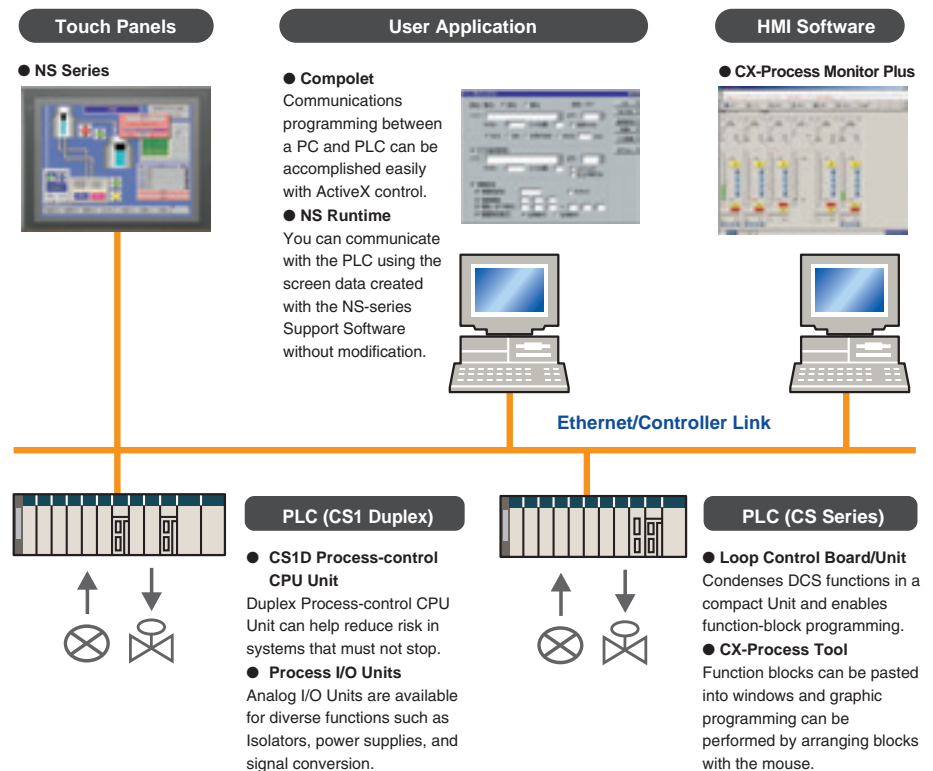 Touch Panels
User Application
HMI Software
● NS Series
● Compolet
Communications
programming between
a PC and PLC can be
accomplished easily
with ActiveX control.
● NS Runtime
You can communicate
with the PLC using the
screen data created
with the NS-series
Support Software
without modification.
● CX-Process Monitor Plus
Ethernet/Controller Link
PLC (CS1 Duplex)
● CS1D Process-control
CPU Unit
Duplex Process-control CPU
Unit can help reduce risk in
systems that must not stop.
● Process I/O Units
Analog I/O Units are available
for diverse functions such as
Isolators, power supplies, and
signal conversion.
PLC (CS Series)
● Loop Control Board/Unit
Condenses DCS functions in a
compact Unit and enables
function-block programming.
● CX-Process Tool
Function blocks can be pasted
into windows and graphic
programming can be
performed by arranging blocks
with the mouse.